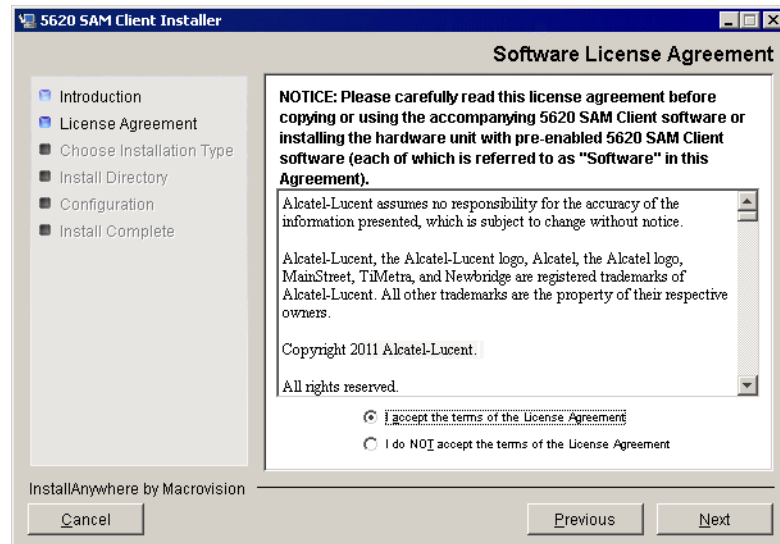 5620 SAM Client Installer
Software License Agreement
Introduction
License Agreement
Choose Installation Type
Install Directory
Configuration
Install Complete
NOTICE: Please carefully read this license agreement before
copying or using the accompanying 5620 SAM Client software or
installing the hardware unit with pre-enabled 5620 SAM Client
software (each of which is referred to as "Software" in this
Agreement).
Alcatel-Lucent assumes no responsibility for the accuracy of the
information presented, which is subject to change without notice.
Alcatel-Lucent, the Alcatel-Lucent logo, Alcatel, the Alcatel logo,
MainStreet, TiMetra, and Newbridge are registered trademarks of
Alcatel-Lucent. All other trademarks are the property of their respective
owners.
Copyright 2011 Alcatel-Lucent.
All rights reserved.
I accept the terms of the License Agreement
I do NOT accept the terms of the License Agreement
InstallAnywhere by Macrovision
Cancel
Previous
Next